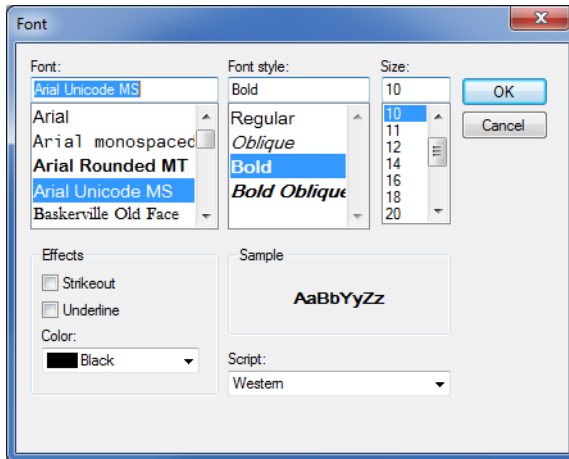 Font
Font:
Arial Unicode MS
Arial
Arial monospaced
Arial Rounded MT
Arial Unicode MS
Baskerville Old Face
Font style:
Bold
Regular
Oblique
Bold
Bold Oblique
Size:
10
10
11
12
14
16
18
20
OK
Cancel
Effects
Strikeout
Underline
Color:
Black
Sample
AaBbYyZz
Script:
Western